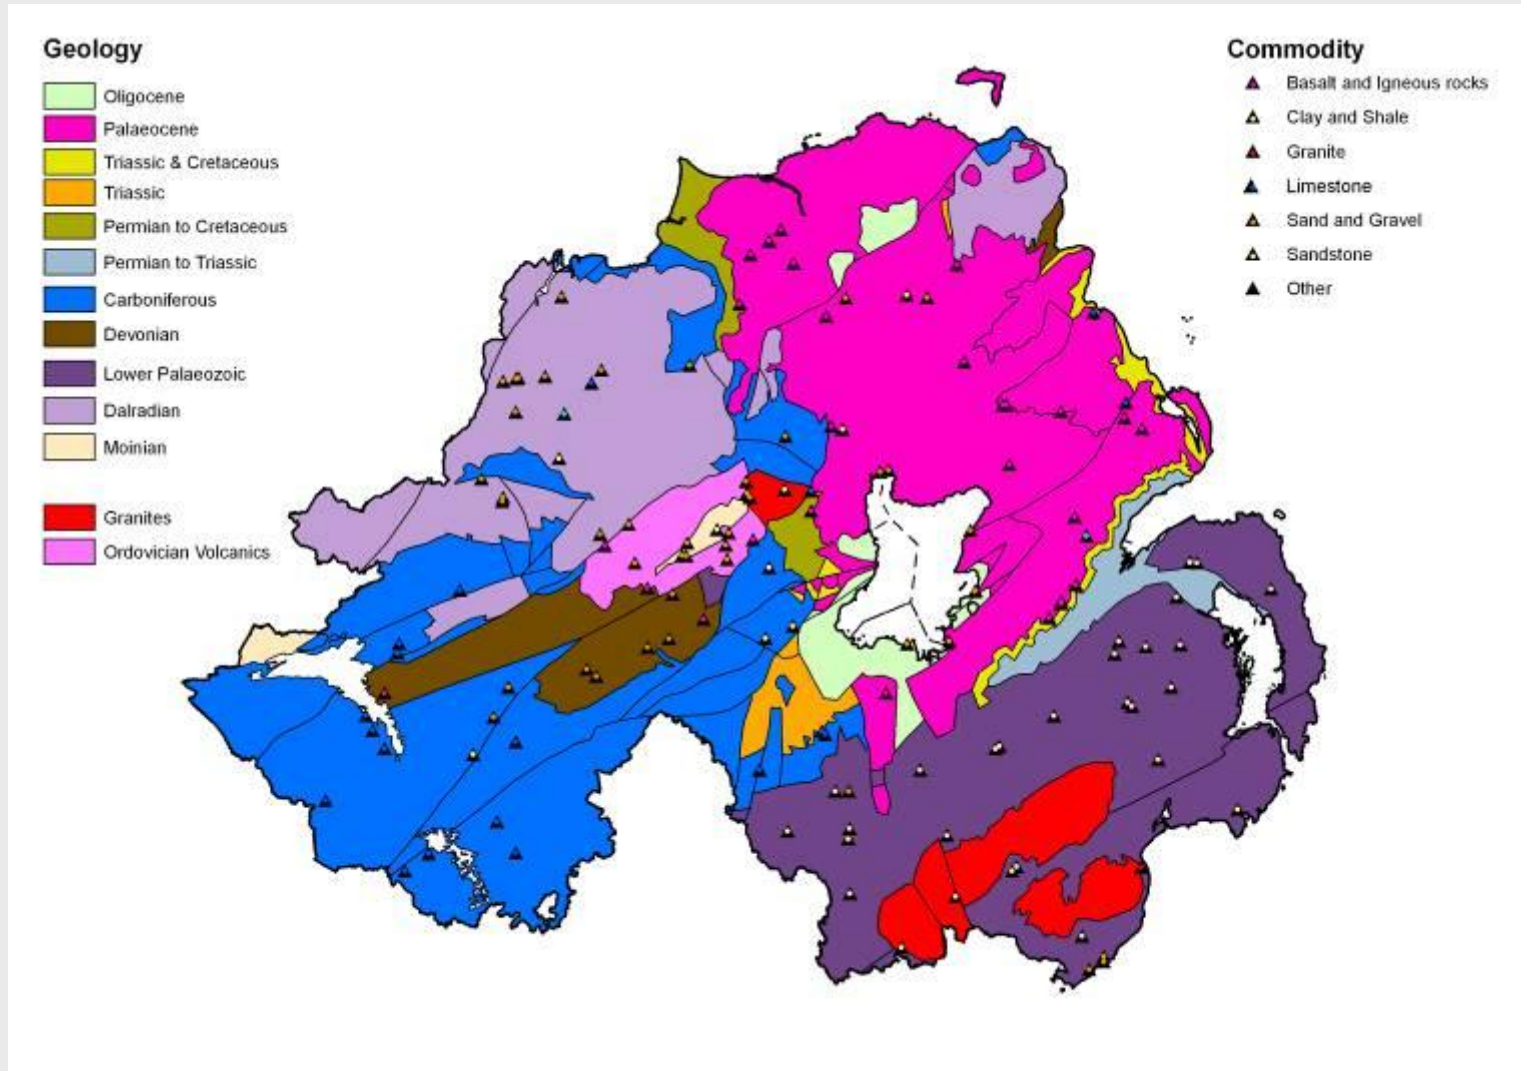 Geology
Oligocene
Palaeocene
Triassic & Cretaceous
Triassic
Permian to Cretaceous
Permian to Triassic
Carboniferous
Devonian
Lower Palaeozoic
Dalradian
Moinian
Granites
Ordovician Volcanics
Commodity
Basalt and Igneous rocks
Clay and Shale
Granite
Limestone
Sand and Gravel
Sandstone
Other